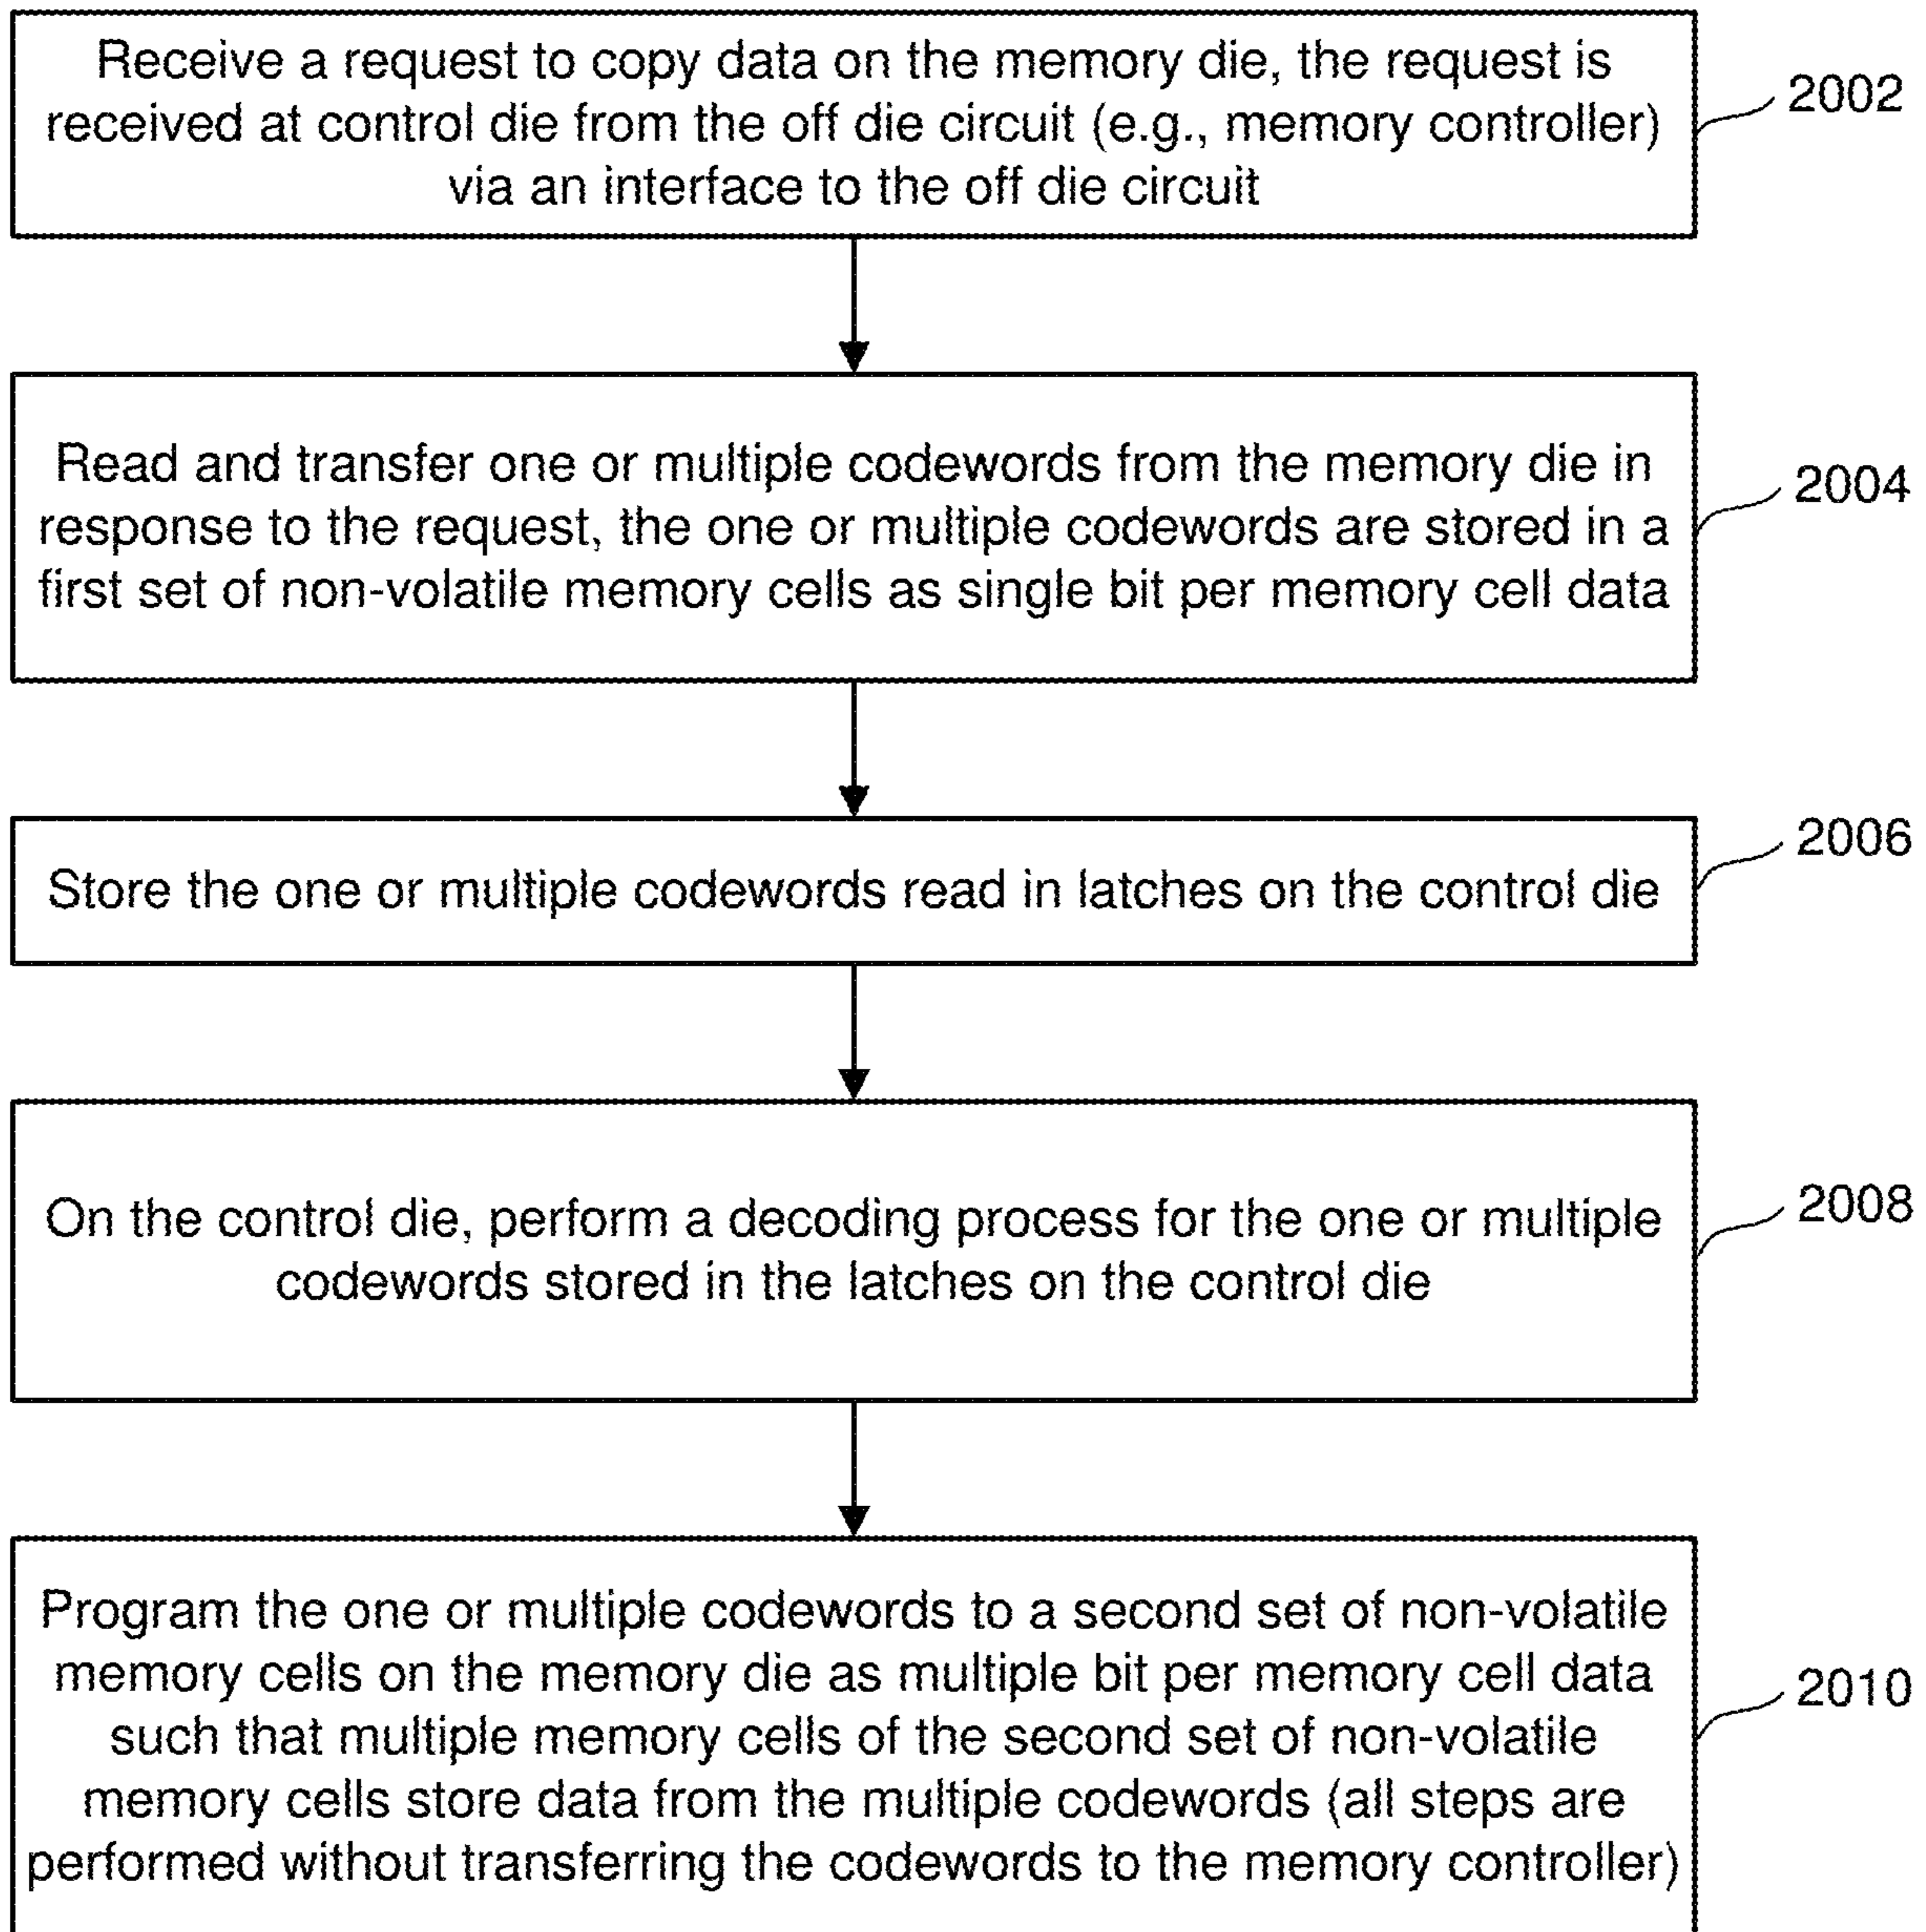 Receive a request to copy data on the memory die, the request is
received at control die from the off die circuit (e.g., memory controller)
via an interface to the off die circuit
2002
Read and transfer one or multiple codewords from the memory die in
response to the request, the one or multiple codewords are stored in a
first set of non-volatile memory cells as single bit per memory cell data
2004
Store the one or multiple codewords read in latches on the control die
2006
On the control die, perform a decoding process for the one or multiple
codewords stored in the latches on the control die
2008
Program the one or multiple codewords to a second set of non-volatile
memory cells on the memory die as multiple bit per memory cell data
such that multiple memory cells of the second set of non-volatile
memory cells store data from the multiple codewords (all steps are
performed without transferring the codewords to the memory controller)
2010